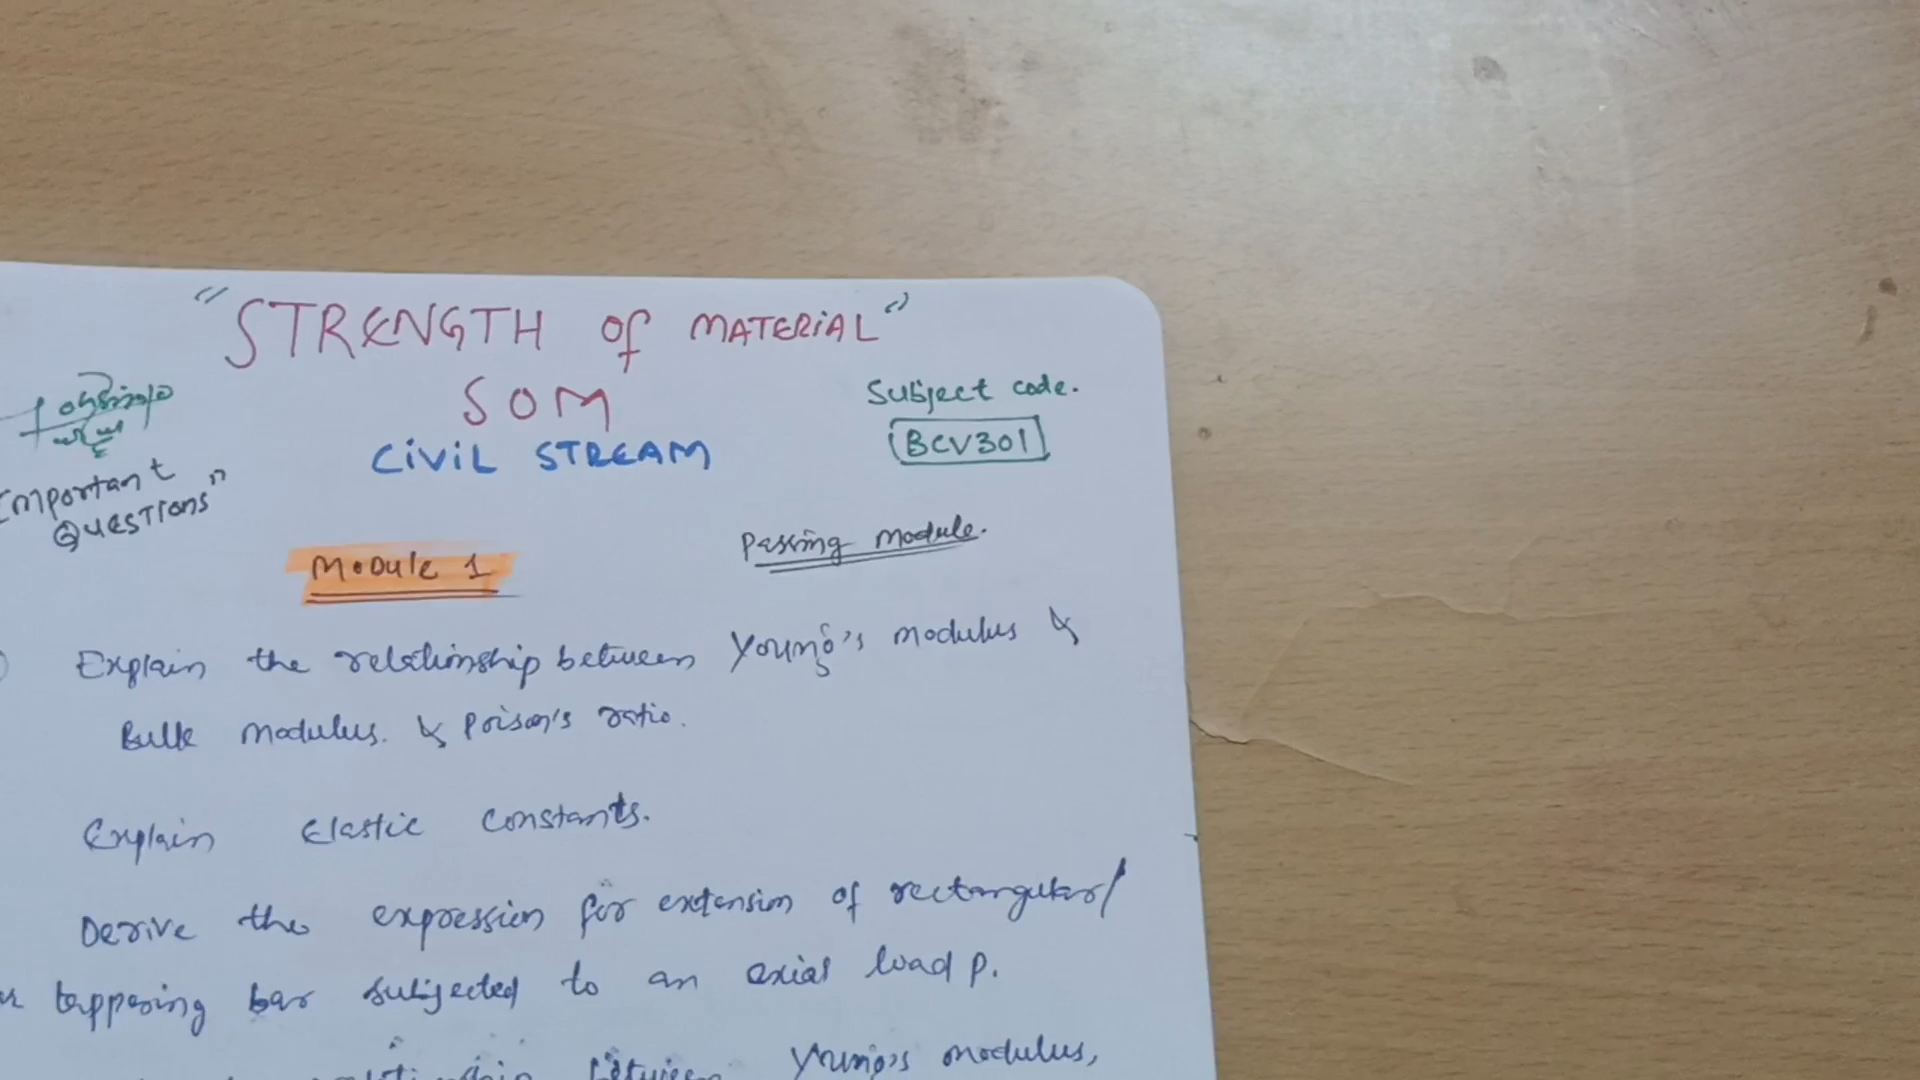 "STRENGTH of MATERIAL"
SOM
Subject code.
CIVIL STREAM
BCV301
Important
Questions"
Module 1
Passing module.
Explain the relationship between Young's modulus &
Bulk modulus. & Poison's ratio.
Explain Elastic constants.
Derive the expression for extension of rectangular/
tapporing bar subjected to an axial load P.
between Young's modulus,